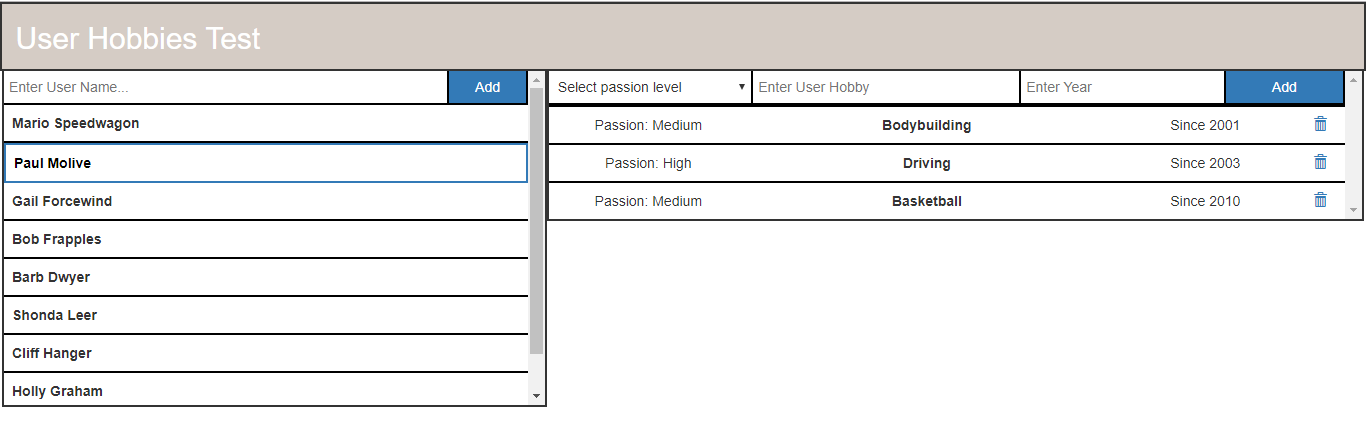 User Hobbies Test
Enter User Name... Add
Select passion level Enter User Hobby Enter Year Add
Mario Speedwagon
Paul Molive
Gail Forcewind
Bob Frapples
Barb Dwyer
Shonda Leer
Cliff Hanger
Holly Graham
Passion: Medium Bodybuilding Since 2001
Passion: High Driving Since 2003
Passion: Medium Basketball Since 2010